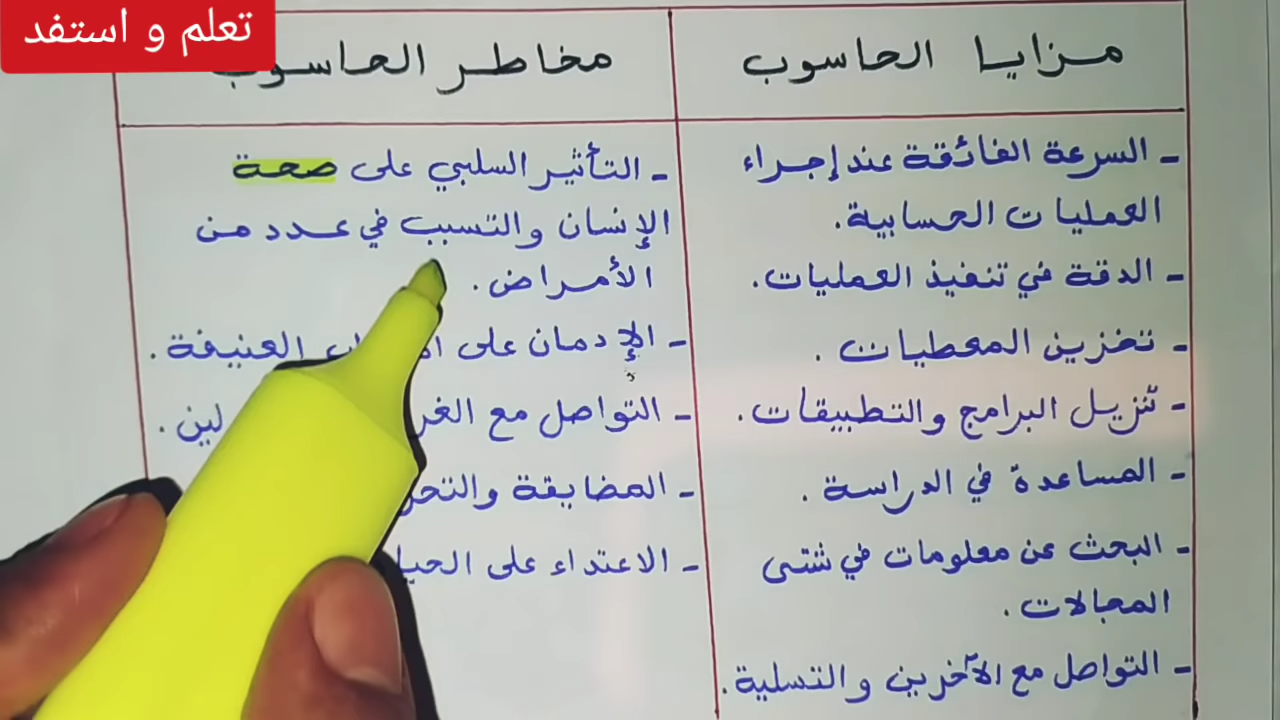 تعلم و استفد
مزايا الحاسوب
- السرعة الفائقة عند إجراء
العمليات الحسابية.
- الدقة في تنفيذ العمليات.
- تخزين المعطيات.
- تنزيل البرامج والتطبيقات.
- المساعدة في الدراسة.
- البحث عن معلومات في شتى
المجالات.
- التواصل مع الآخرين والتسلية.
مخاطر الحاسوب
- التأثير السلبي على صحة
الإنسان والتسبب في عدد من
الأمراض.
- الإدمان على العنيفة.
- التواصل مع
- المضايقة
- الاعتداء على